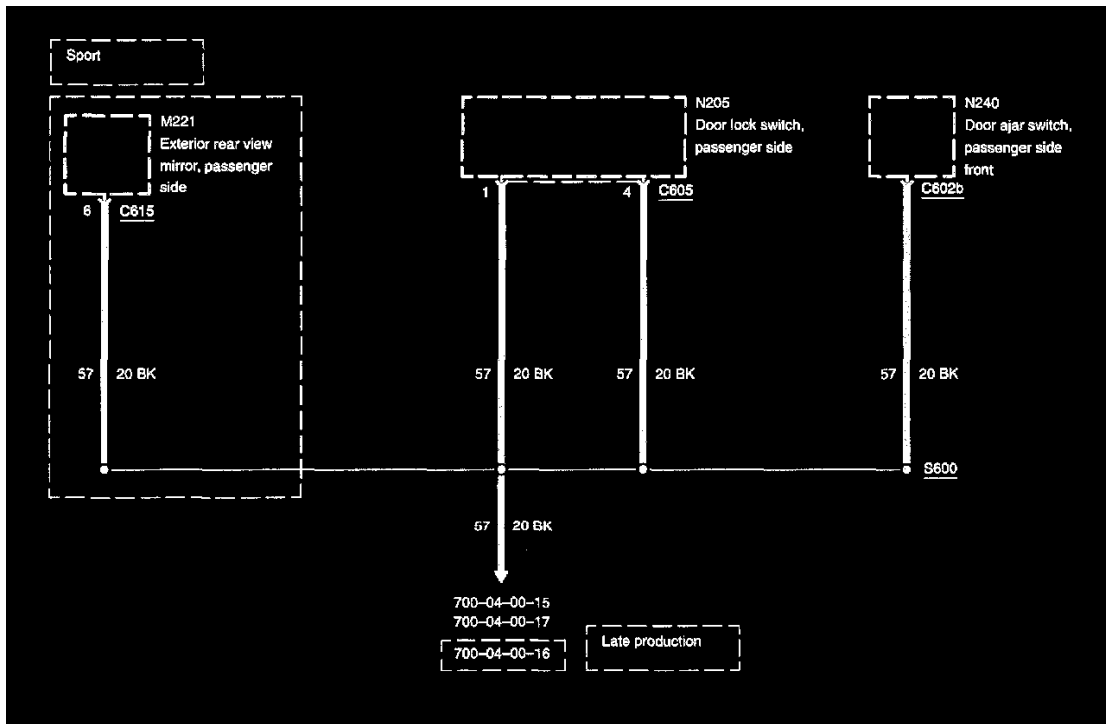 Sport
M221
Exterior rear view
mirror, passenger
side
6 C615
N205
Door lock switch,
passenger side
1 4 C605
N240
Door ajar switch,
passenger side
front
C602b
57 20 BK
57 20 BK
57 20 BK
57 20 BK
S600
57 20 BK
700-04-00-15
700-04-00-17
700-04-00-16
Late production